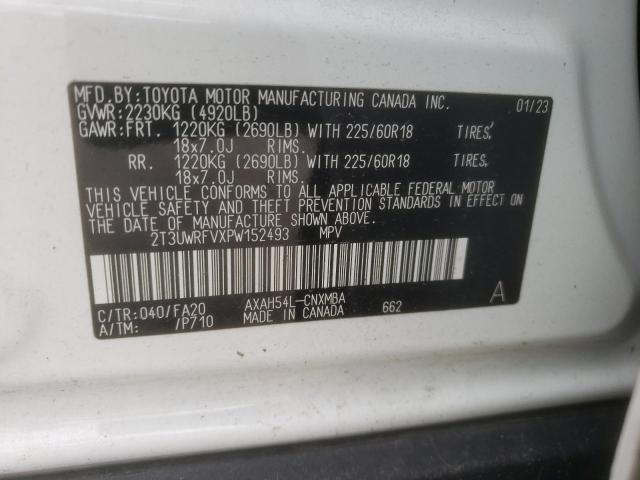 MFD.BY:TOYOTA MOTOR MANUFACTURING CANADA INC. 01/23
GVWR:2230KG (4920LB)
GAWR:FRT. 1220KG (2690LB) WITH 225/60R18 TIRES,
18x7.0J RIMS.
RR. 1220KG (2690LB) WITH 225/60R18 TIRES,
18x7.0J RIMS.
THIS VEHICLE CONFORMS TO ALL APPLICABLE FEDERAL MOTOR
VEHICLE SAFETY AND THEFT PREVENTION STANDARDS IN EFFECT ON
THE DATE OF MANUFACTURE SHOWN ABOVE.
2T3UWRFVXPW152493 MPV
C/TR:040/FA20 AXAH54L-CNXMBA 662 A
A/TM: /P710 MADE IN CANADA